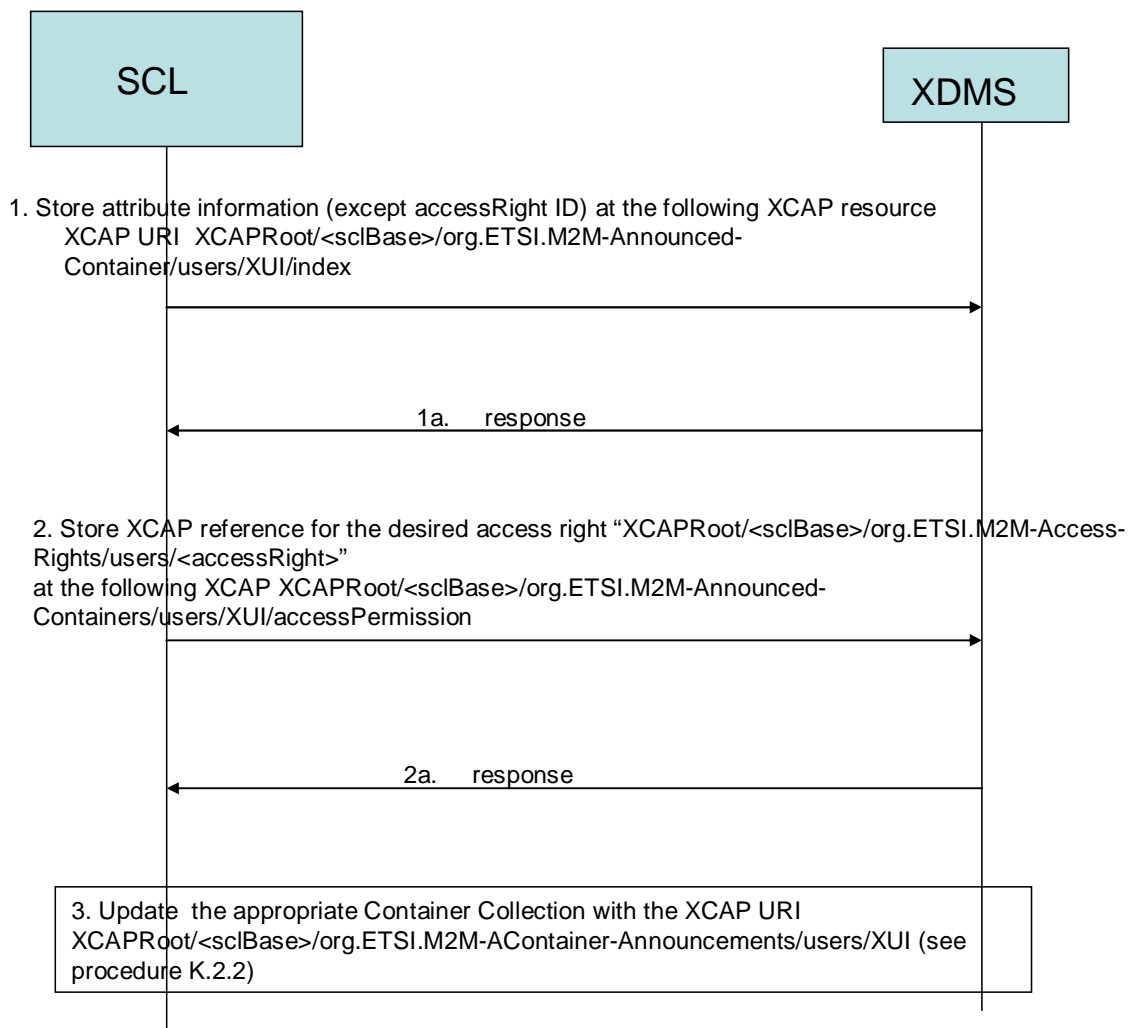 SCL
XDMS
1. Store attribute information (except accessRight ID) at the following XCAP resource
XCAP URI XCAPRoot/<sclBase>/org.ETSI.M2M-Announced-
Container/users/XUI/index
1a. response
2. Store XCAP reference for the desired access right “XCAPRoot/<sclBase>/org.ETSI.M2M-Access-
Rights/users/<accessRight>”
at the following XCAP XCAPRoot/<sclBase>/org.ETSI.M2M-Announced-
Containers/users/XUI/accessPermission
2a. response
3. Update the appropriate Container Collection with the XCAP URI
XCAPRoot/<sclBase>/org.ETSI.M2M-AContainer-Announcements/users/XUI (see
procedure K.2.2)